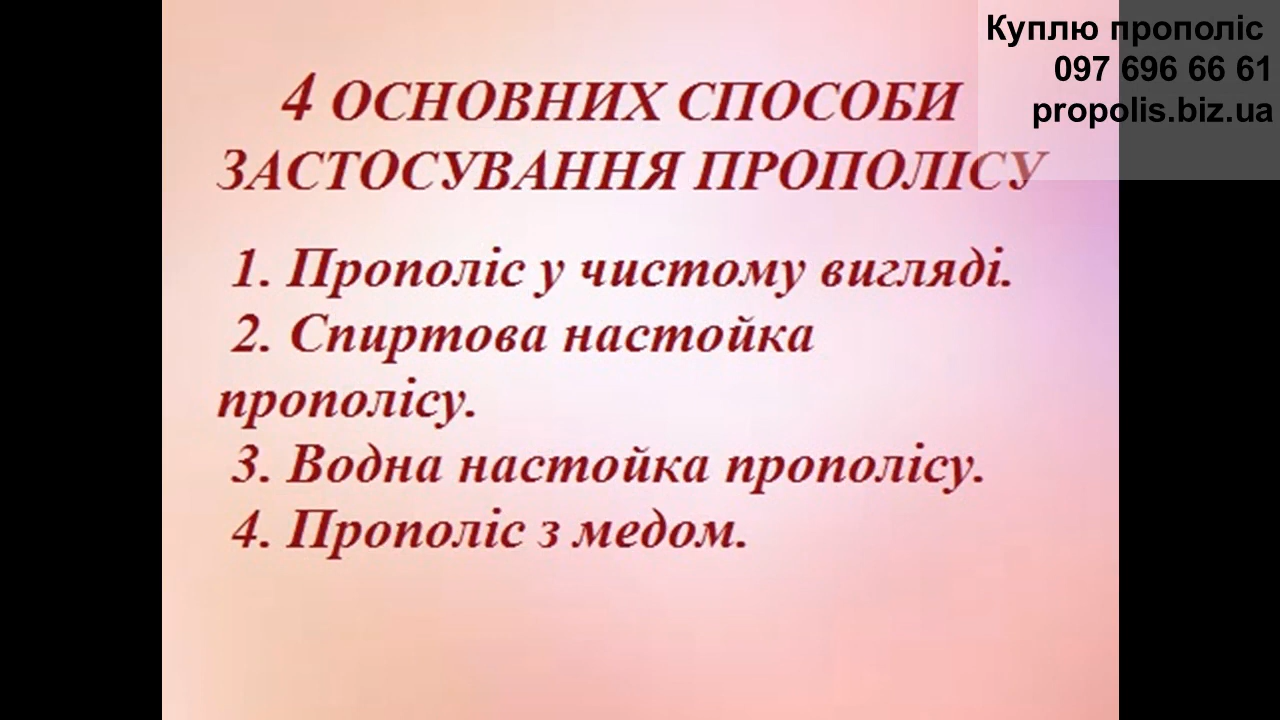 Куплю прополіс
097 696 66 61
propolis.biz.ua
4 ОСНОВНИХ СПОСОБИ
ЗАСТОСУВАННЯ ПРОПОЛІСУ
1. Прополіс у чистому вигляді.
2. Спиртова настойка
прополісу.
3. Водна настойка прополісу.
4. Прополіс з медом.